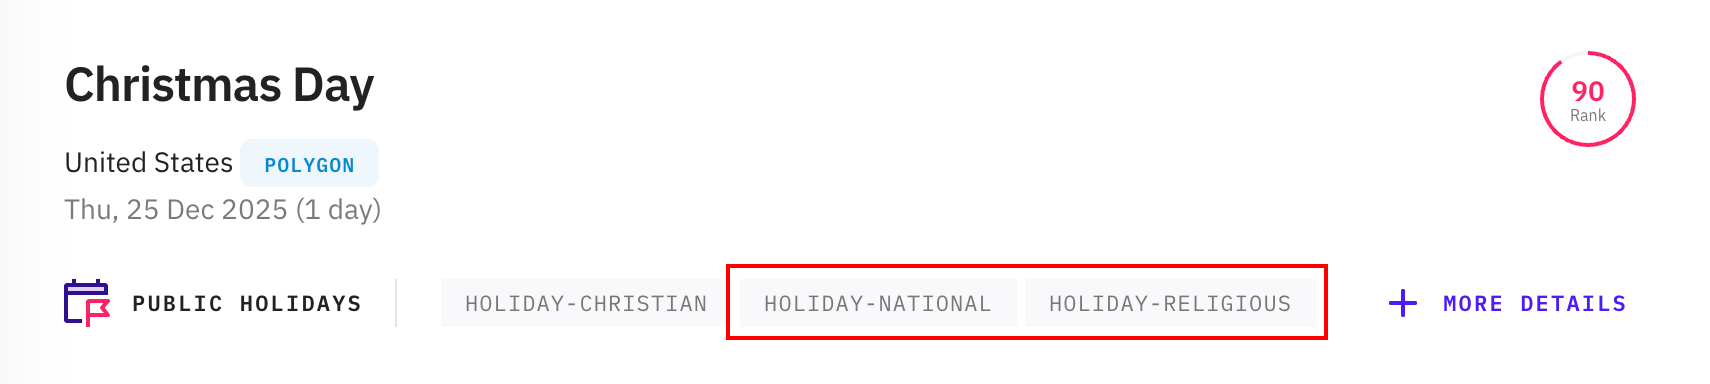 Christmas Day
90
Rank
United States POLYGON
Thu, 25 Dec 2025 (1 day)
PUBLIC HOLIDAYS HOLIDAY-CHRISTIAN HOLIDAY-NATIONAL HOLIDAY-RELIGIOUS + MORE DETAILS